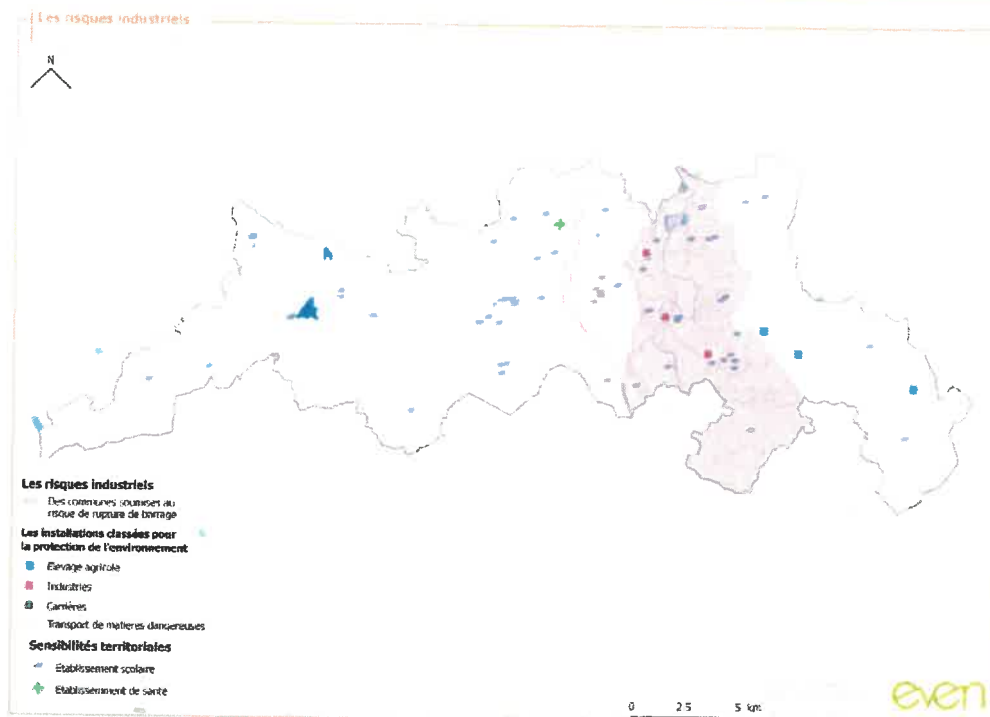 Les risques industriels
N
Les risques industriels
Des communes soumises au
risque de rupture de barrage
Les installations classées pour
la protection de l'environnement
Elevage agricole
Industries
Carrières
Transport de matieres dangereuses
Sensibilités territoriales
Etablissement scolaire
Etablissemnent de santé
0 2.5 5 km
even